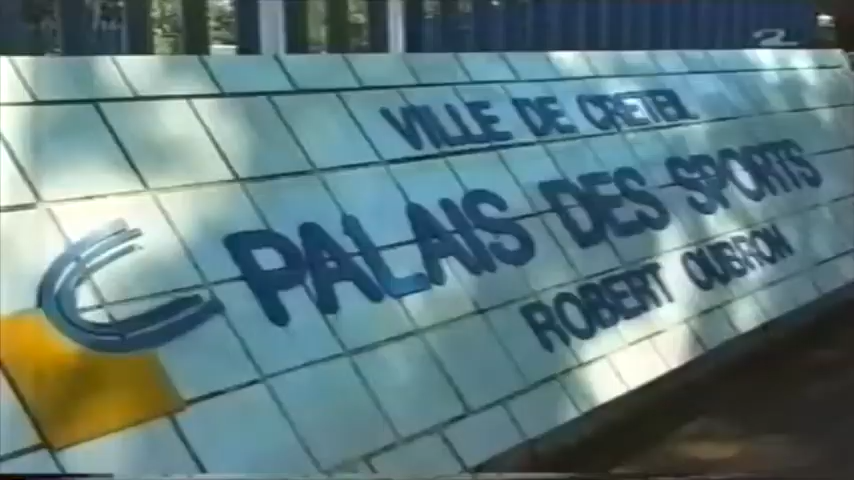 2
VILLE DE CRETEIL
PALAIS DES SPORTS
ROBERT OUBRON